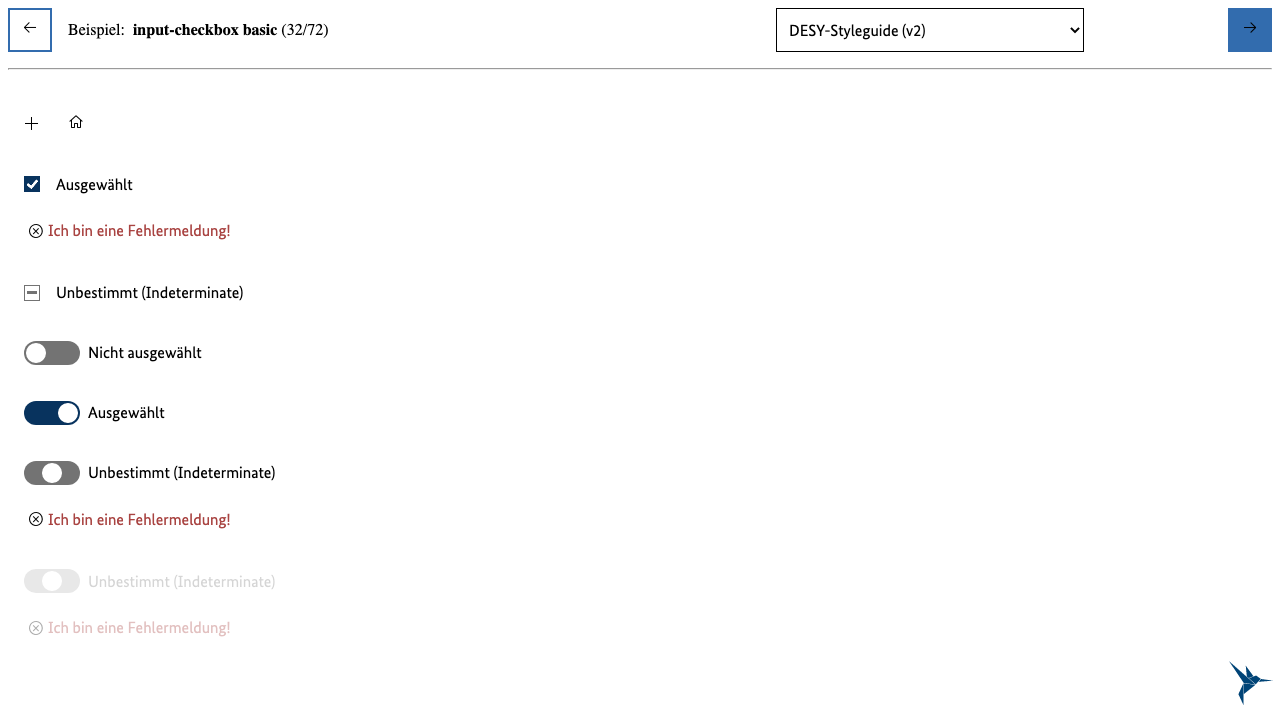 Beispiel: input-checkbox basic (32/72)
DESY-Styleguide (v2)
Ausgewählt
Ich bin eine Fehlermeldung!
Unbestimmt (Indeterminate)
Nicht ausgewählt
Ausgewählt
Unbestimmt (Indeterminate)
Ich bin eine Fehlermeldung!
Unbestimmt (Indeterminate)
Ich bin eine Fehlermeldung!